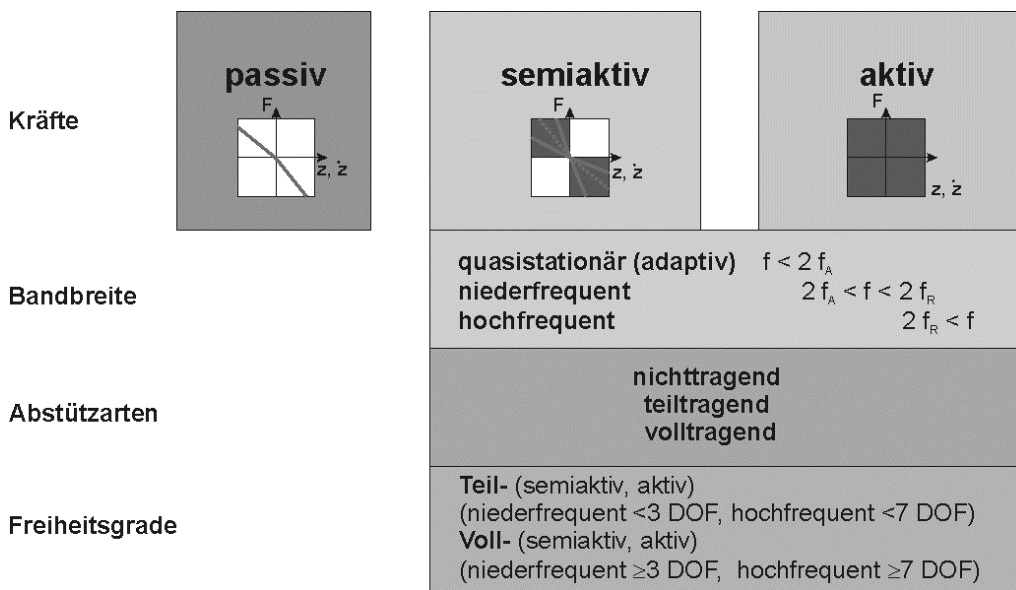 passiv
semiaktiv
aktiv
Kräfte
F
z, ż
F
z, ż
F
z, ż
Bandbreite
quasistationär (adaptiv) f < 2 f_A
niederfrequent 2 f_A < f < 2 f_R
hochfrequent 2 f_R < f
Abstützarten
nichttragend
teiltragend
volltragend
Freiheitsgrade
Teil- (semiaktiv, aktiv)
(niederfrequent <3 DOF, hochfrequent <7 DOF)
Voll- (semiaktiv, aktiv)
(niederfrequent ≥3 DOF, hochfrequent ≥7 DOF)